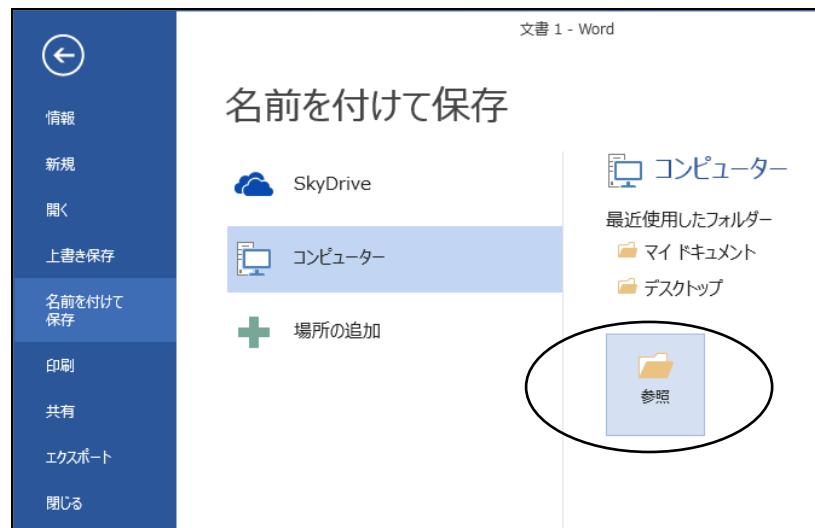 文書 1 - Word
情報
新規
開く
上書き保存
名前を付けて
保存
印刷
共有
エクスポート
閉じる
名前を付けて保存
SkyDrive
コンピューター
場所の追加
コンピューター
最近使用したフォルダー
マイ ドキュメント
デスクトップ
参照